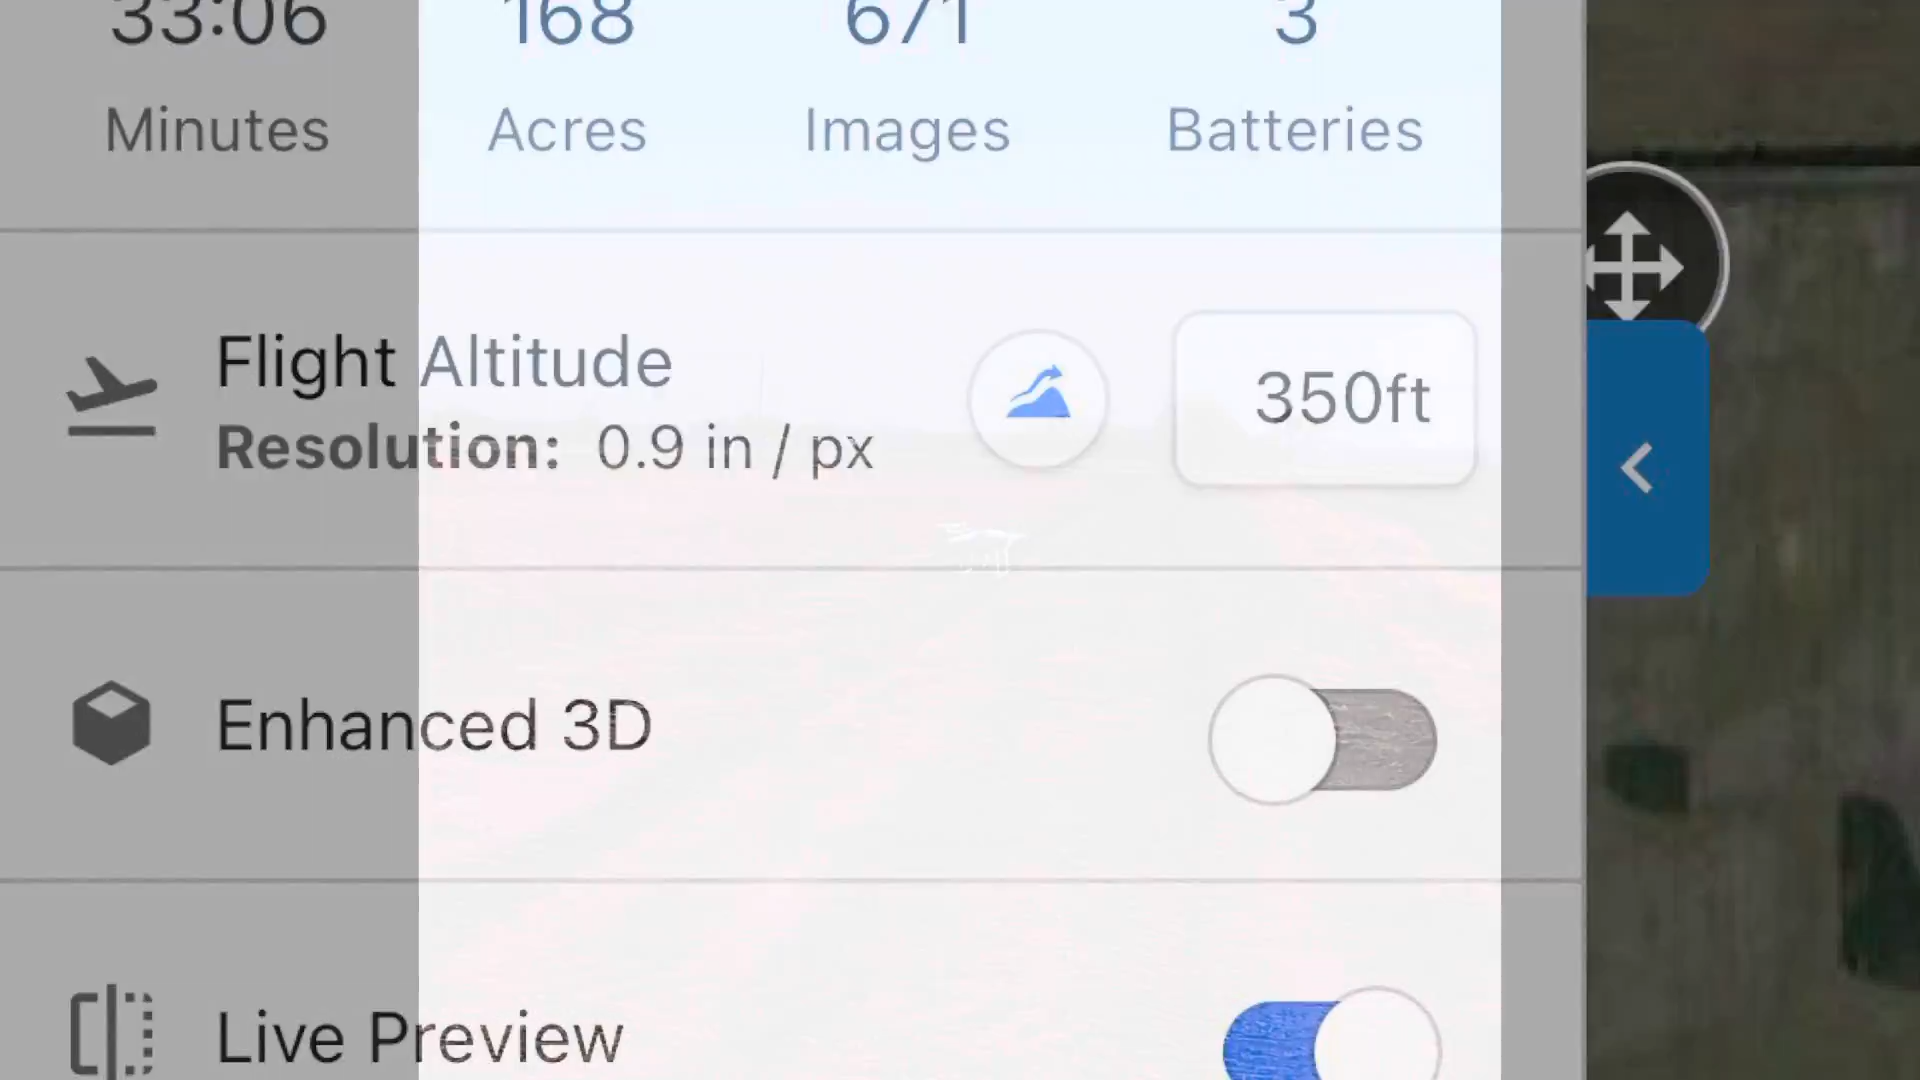 33:06 168 671 3
Minutes Acres Images Batteries
Flight Altitude
350ft
Resolution: 0.9 in / px
Enhanced 3D
Live Preview